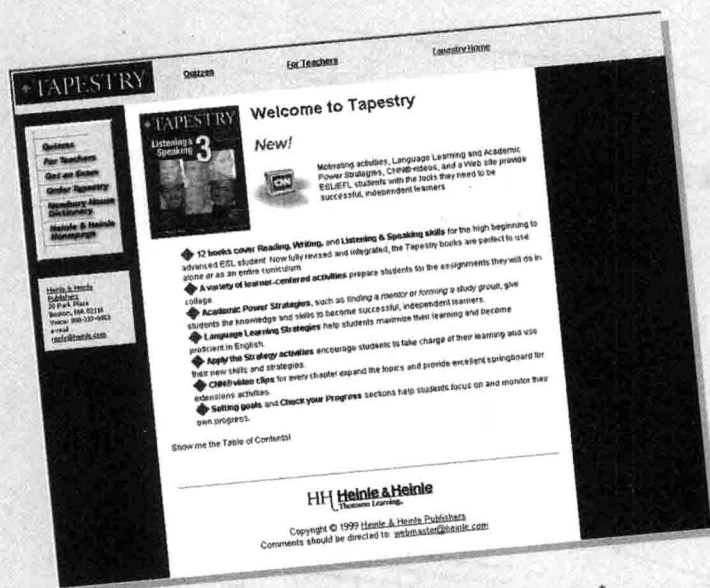 TAPESTRY
Quizzes
For Teachers
Tapestry Home
Quizzes
For Teachers
Get an Exam
Order Tapestry
Newbury House
Dictionary
Heinle & Heinle
Homepage
Heinle & Heinle
Publishers
20 Park Plaza
Boston, MA 02116
Voice: 800-237-0053
e-mail
reply@heinle.com
TAPESTRY
Listening &
Speaking 3
Welcome to Tapestry
New!
CNN
Motivating activities, Language Learning and Academic
Power Strategies, CNN®videos, and a Web site provide
ESL/EFL students with the tools they need to be
successful, independent learners
12 books cover Reading, Writing, and Listening & Speaking skills for the high beginning to
advanced ESL student. Now fully revised and integrated, the Tapestry books are perfect to use
alone or as an entire curriculum.
A variety of learner-centered activities prepare students for the assignments they will do in
college.
Academic Power Strategies, such as finding a mentor or forming a study group, give
students the knowledge and skills to become successful, independent learners.
Language Learning Strategies help students maximize their learning and become
proficient in English.
Apply the Strategy activities encourage students to take charge of their learning and use
their new skills and strategies.
CNN®video clips for every chapter expand the topics and provide excellent springboard for
extensions activities.
Setting goals and Check your Progress sections help students focus on and monitor their
own progress.
Show me the Table of Contents!
HH Heinle & Heinle
Thomson Learning™
Copyright © 1999 Heinle & Heinle Publishers
Comments should be directed to: webmaster@heinle.com